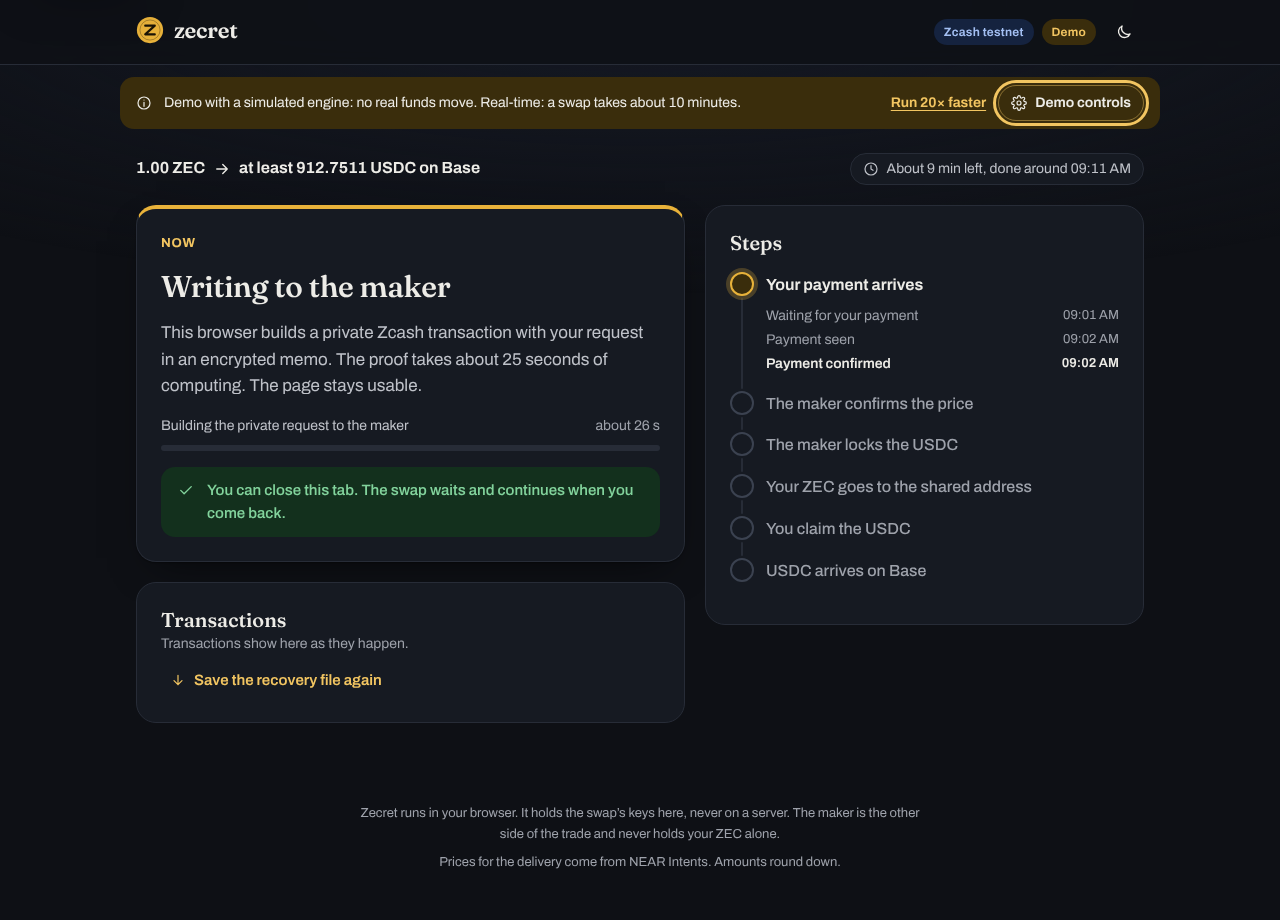 zecret
Zcash testnet
Demo
Demo with a simulated engine: no real funds move. Real-time: a swap takes about 10 minutes.
Run 20× faster
Demo controls
1.00 ZEC → at least 912.7511 USDC on Base
About 9 min left, done around 09:11 AM
NOW
Writing to the maker
This browser builds a private Zcash transaction with your request
in an encrypted memo. The proof takes about 25 seconds of
computing. The page stays usable.
Building the private request to the maker
about 26 s
You can close this tab. The swap waits and continues when you
come back.
Transactions
Transactions show here as they happen.
Save the recovery file again
Steps
Your payment arrives
Waiting for your payment 09:01 AM
Payment seen 09:02 AM
Payment confirmed 09:02 AM
The maker confirms the price
The maker locks the USDC
Your ZEC goes to the shared address
You claim the USDC
USDC arrives on Base
Zecret runs in your browser. It holds the swap’s keys here, never on a server. The maker is the other
side of the trade and never holds your ZEC alone.
Prices for the delivery come from NEAR Intents. Amounts round down.